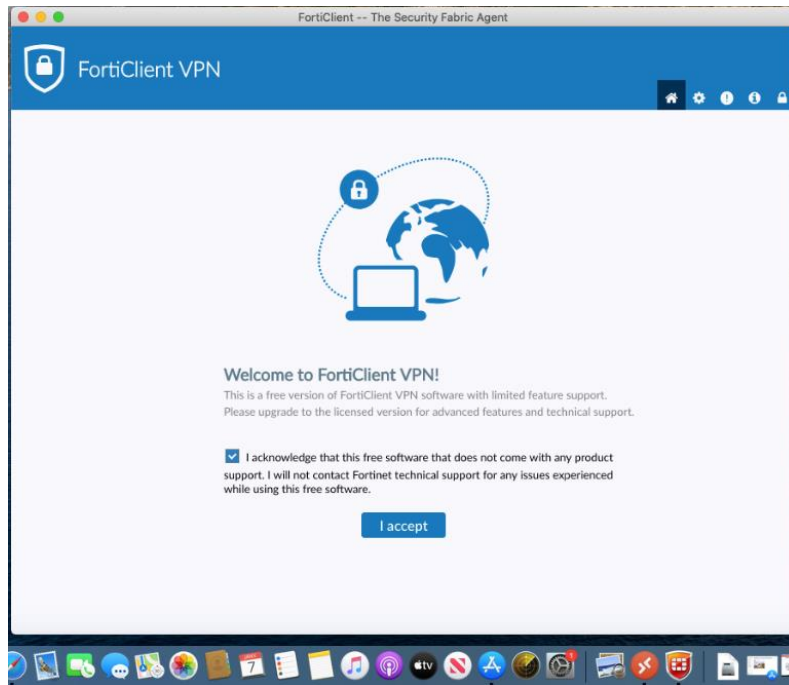 FortiClient -- The Security Fabric Agent
FortiClient VPN
Welcome to FortiClient VPN!
This is a free version of FortiClient VPN software with limited feature support.
Please upgrade to the licensed version for advanced features and technical support.
I acknowledge that this free software that does not come with any product
support. I will not contact Fortinet technical support for any issues experienced
while using this free software.
I accept
7
tv
1